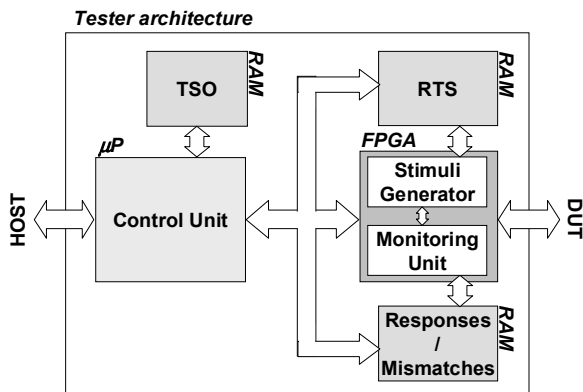 Tester architecture
TSO
RAM
RTS
RAM
μP
FPGA
Stimuli
Generator
HOST
Control Unit
DUT
Monitoring
Unit
Responses
/
Mismatches
RAM